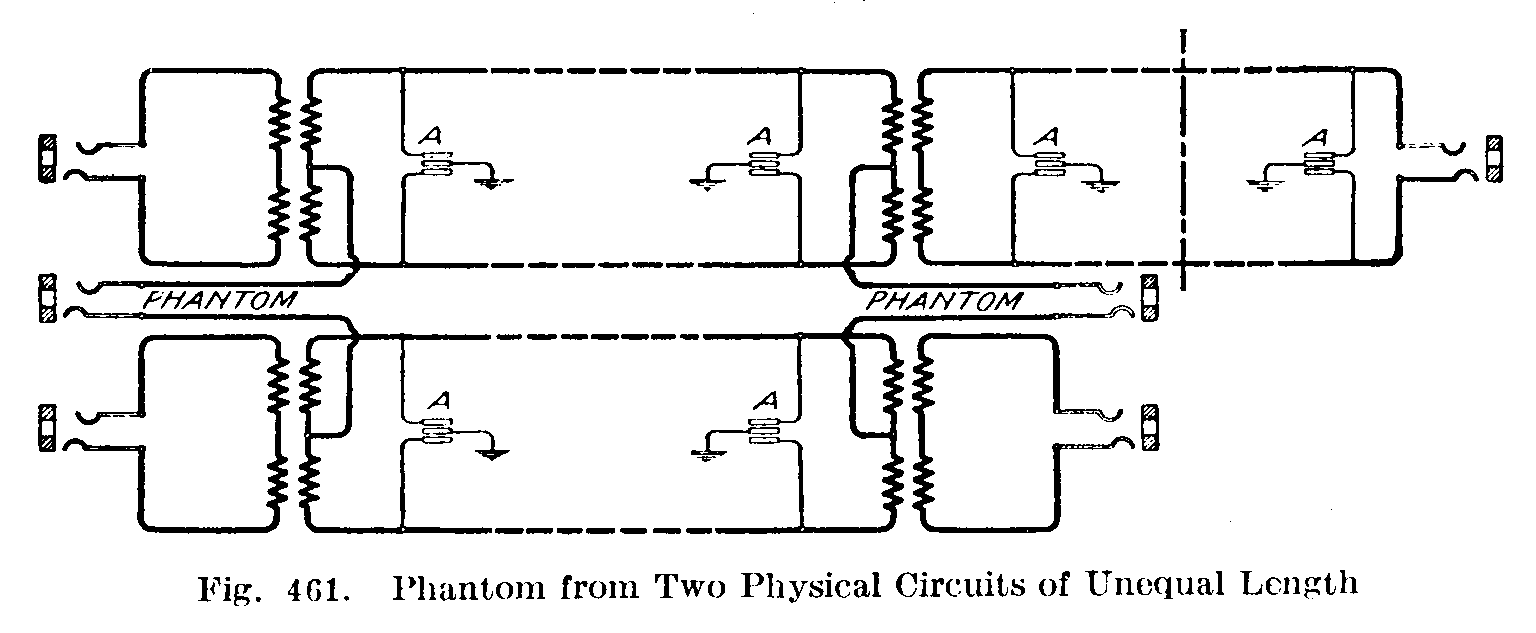 A A A A
PHANTOM PHANTOM
A A
Fig. 461. Phantom from Two Physical Circuits of Unequal Length